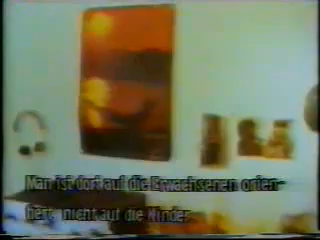 Man ist dort auf die Erwachsenen orien-
tiert, nicht auf die Kinder.